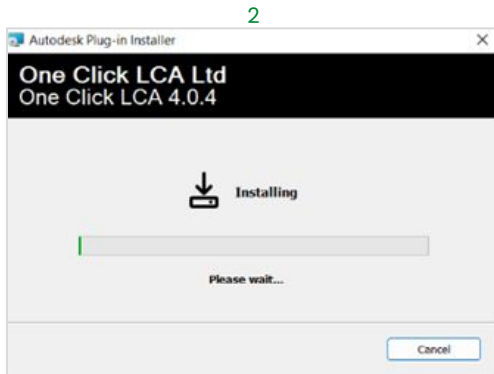 2
Autodesk Plug-in Installer
One Click LCA Ltd
One Click LCA 4.0.4
Installing
Please wait...
Cancel